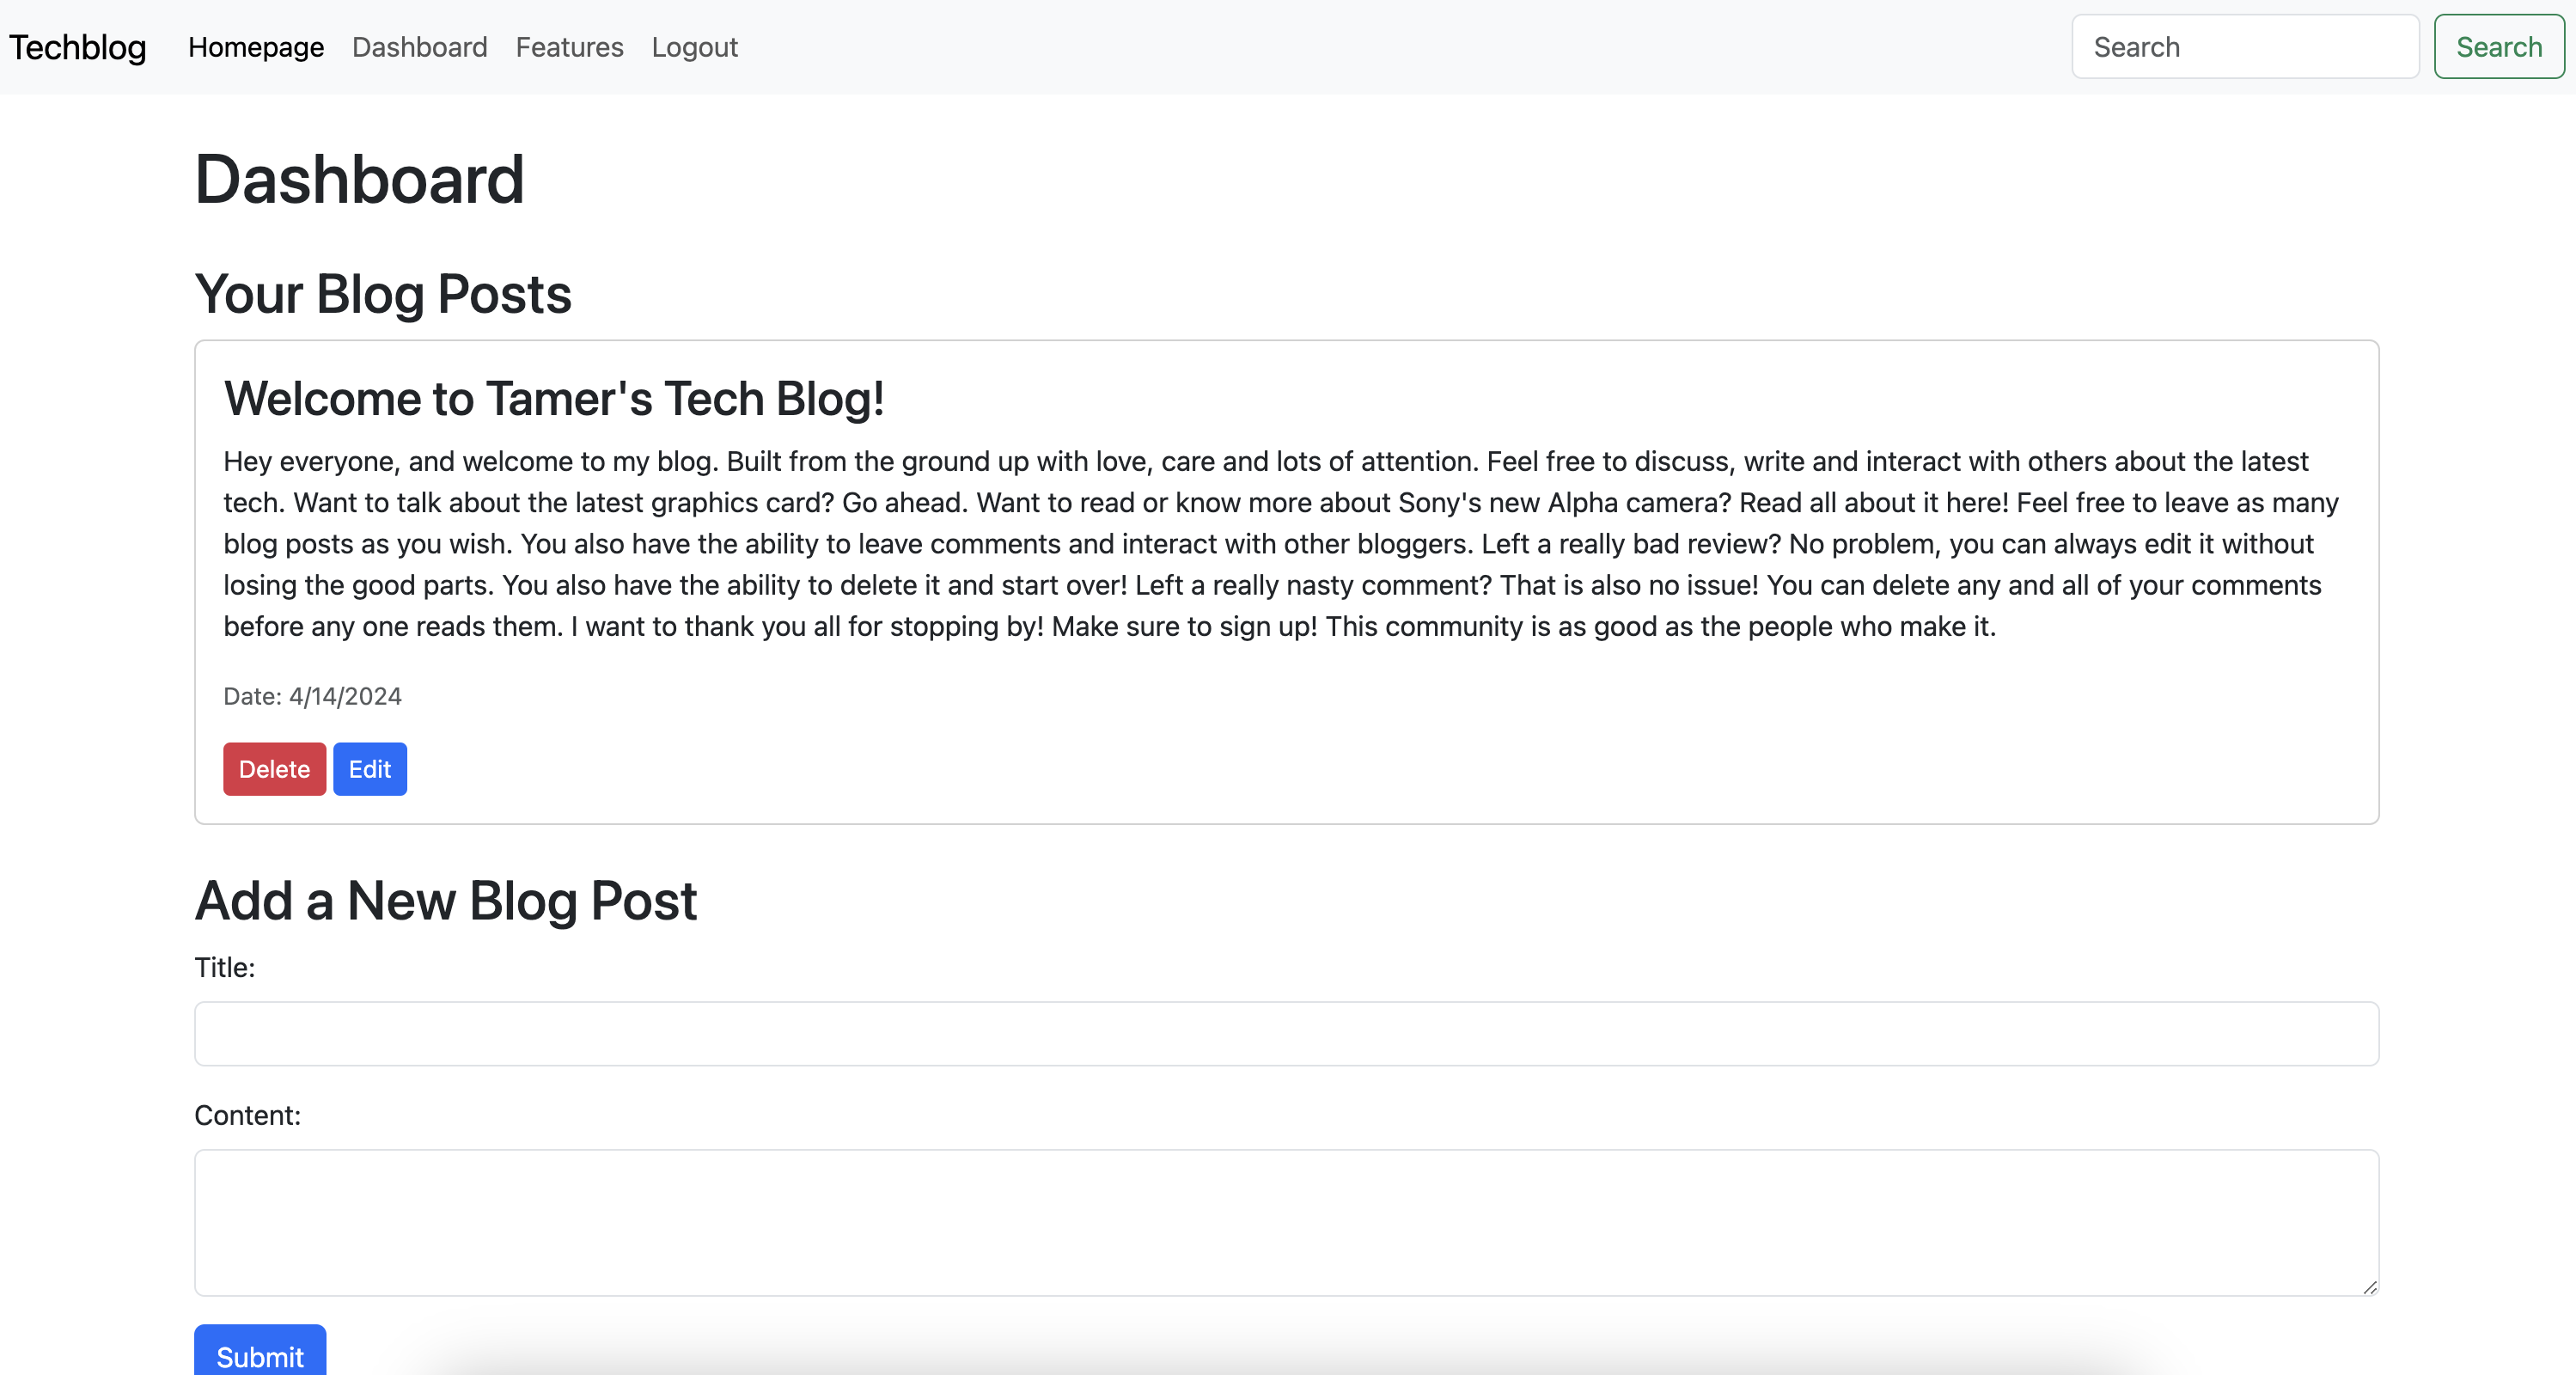 Techblog Homepage Dashboard Features Logout Search Search
Dashboard
Your Blog Posts
Welcome to Tamer's Tech Blog!
Hey everyone, and welcome to my blog. Built from the ground up with love, care and lots of attention. Feel free to discuss, write and interact with others about the latest
tech. Want to talk about the latest graphics card? Go ahead. Want to read or know more about Sony's new Alpha camera? Read all about it here! Feel free to leave as many
blog posts as you wish. You also have the ability to leave comments and interact with other bloggers. Left a really bad review? No problem, you can always edit it without
losing the good parts. You also have the ability to delete it and start over! Left a really nasty comment? That is also no issue! You can delete any and all of your comments
before any one reads them. I want to thank you all for stopping by! Make sure to sign up! This community is as good as the people who make it.
Date: 4/14/2024
Delete Edit
Add a New Blog Post
Title:
Content:
Submit